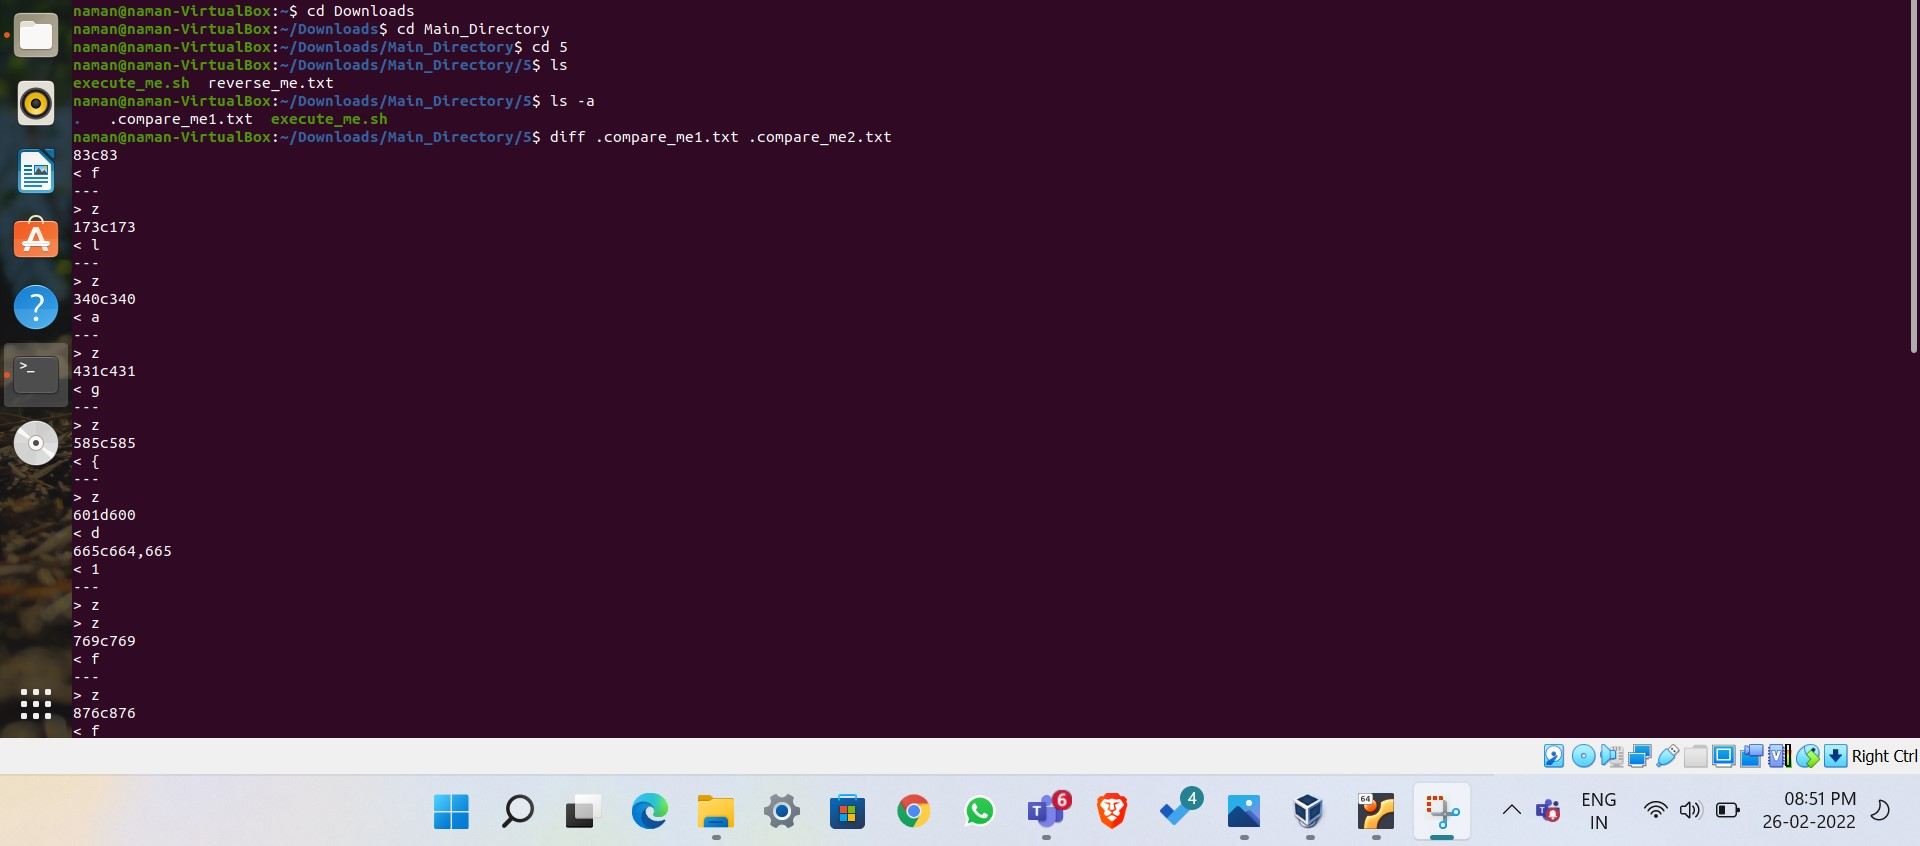 naman@naman-VirtualBox:~$ cd Downloads
naman@naman-VirtualBox:~/Downloads$ cd Main_Directory
naman@naman-VirtualBox:~/Downloads/Main_Directory$ cd 5
naman@naman-VirtualBox:~/Downloads/Main_Directory/5$ ls
execute_me.sh  reverse_me.txt
naman@naman-VirtualBox:~/Downloads/Main_Directory/5$ ls -a
.   .compare_me1.txt  execute_me.sh
naman@naman-VirtualBox:~/Downloads/Main_Directory/5$ diff .compare_me1.txt .compare_me2.txt
83c83
< f
---
> z
173c173
< l
---
> z
340c340
< a
---
> z
431c431
< g
---
> z
585c585
< {
---
> z
601d600
< d
665c664,665
< 1
---
> z
> z
769c769
< f
---
> z
876c876
< f
Right Ctrl
64
6
4
T
ENG
IN
08:51 PM
26-02-2022